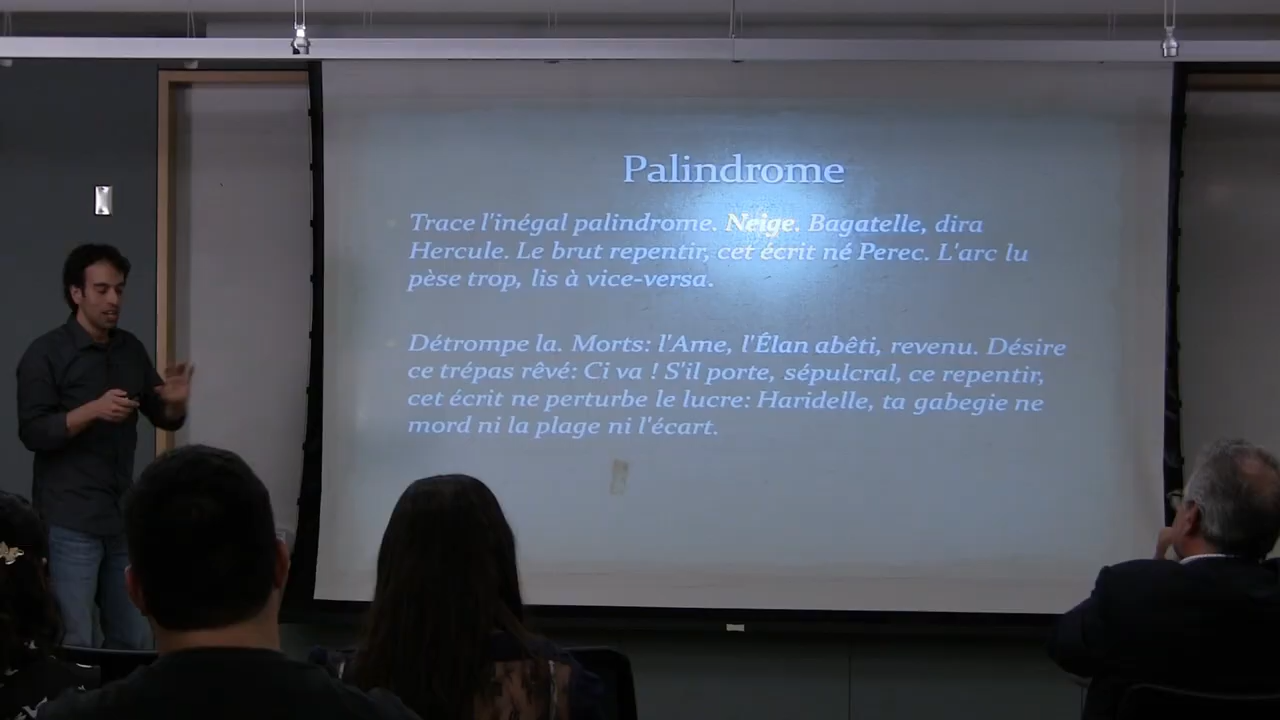 Palindrome
Trace l'inégal palindrome. Neige. Bagatelle, dira
Hercule. Le brut repentir, cet écrit né Perec. L'arc lu
pèse trop, lis à vice-versa.
Détrompe la. Morts: l'Ame, l'Élan abêti, revenu. Désire
ce trépas rêvé: Ci va ! S'il porte, sépulcral, ce repentir,
cet écrit ne perturbe le lucre: Haridelle, ta gabegie ne
mord ni la plage ni l'écart.